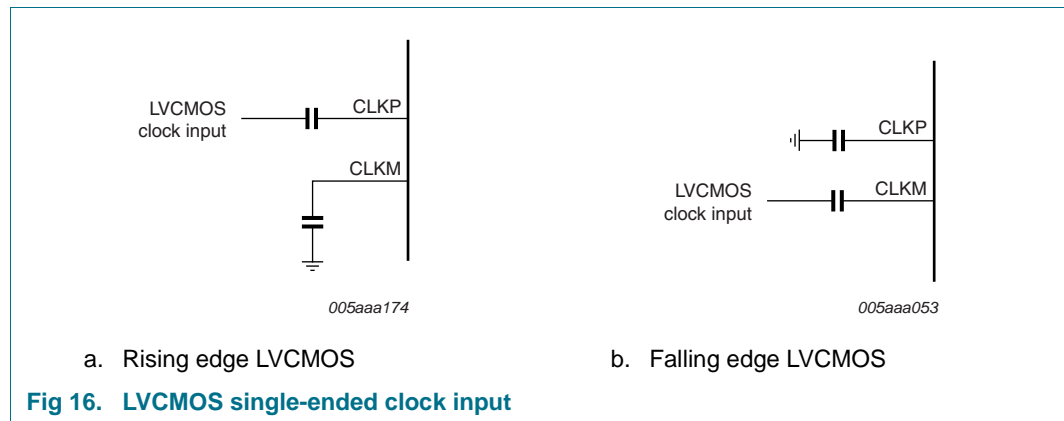 LVCMOS
clock input
CLKP
CLKM
005aaa174
a. Rising edge LVCMOS
CLKP
LVCMOS
clock input
CLKM
005aaa053
b. Falling edge LVCMOS
Fig 16. LVCMOS single-ended clock input